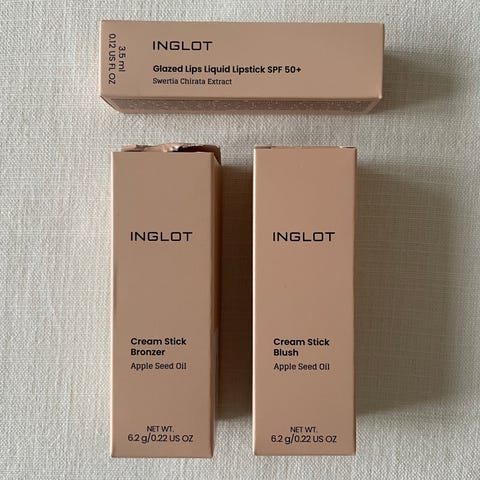 INGLOT
Glazed Lips Liquid Lipstick SPF 50+
Swertia Chirata Extract
3.5 ml
0.12 US FL OZ
INGLOT
Cream Stick
Bronzer
Apple Seed Oil
NET WT.
6.2 g/0.22 US OZ
INGLOT
Cream Stick
Blush
Apple Seed Oil
NET WT.
6.2 g/0.22 US OZ